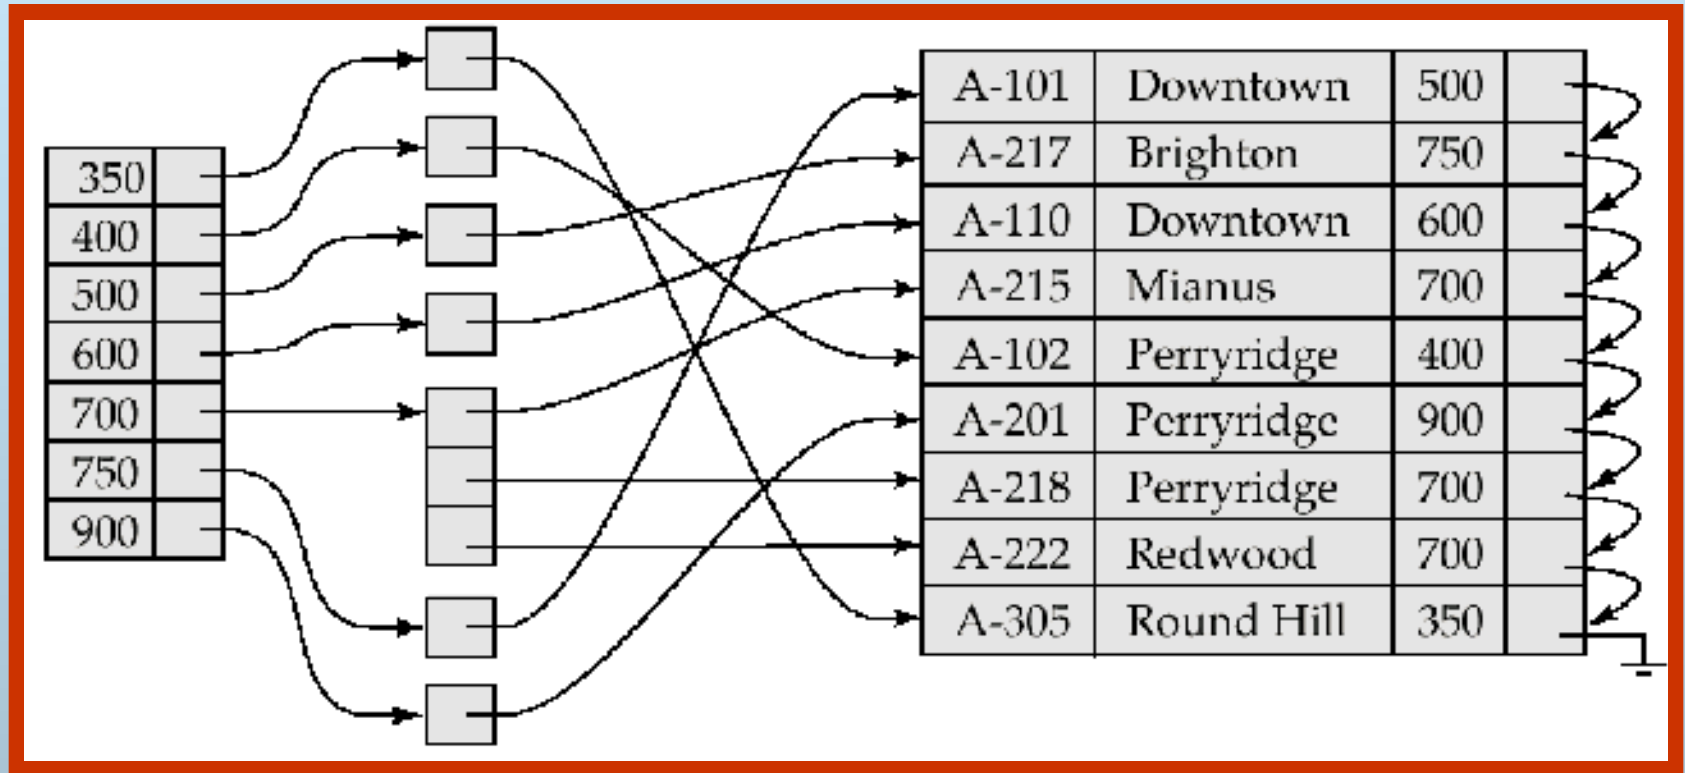 350
400
500
600
700
750
900
A-101 Downtown 500
A-217 Brighton 750
A-110 Downtown 600
A-215 Mianus 700
A-102 Perryridge 400
A-201 Perryridge 900
A-218 Perryridge 700
A-222 Redwood 700
A-305 Round Hill 350